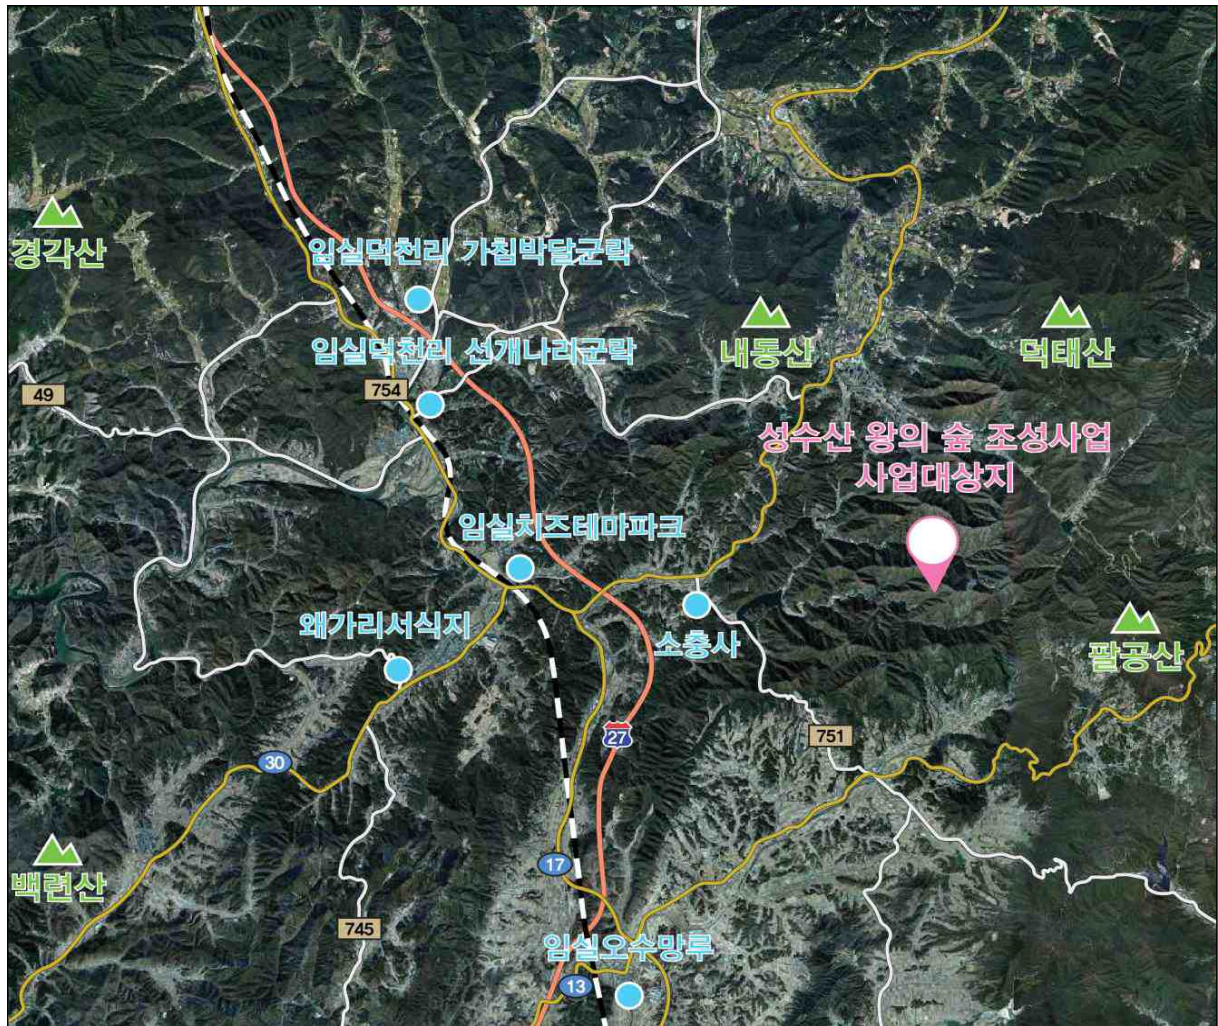 경각산
임실덕천리 가침박달군락
임실덕천리 산개나리군락
내동산
덕태산
49
754
성수산 왕의 숲 조성사업
사업대상지
임실치즈테마파크
왜가리서식지
소충사
팔공산
27
751
30
백련산
17
745
임실오수망루
13